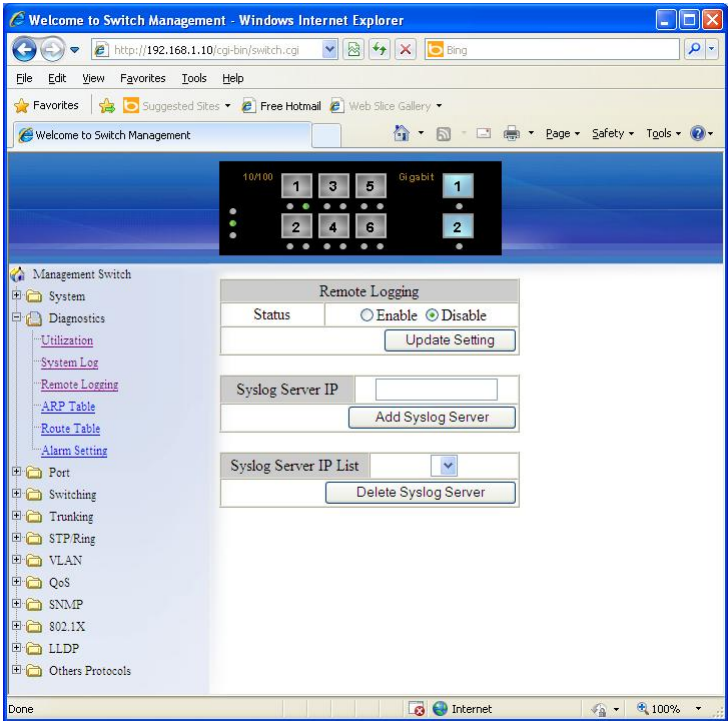 Welcome to Switch Management - Windows Internet Explorer
http://192.168.1.10/cgi-bin/switch.cgi
Bing
File Edit View Favorites Tools Help
Favorites Suggested Sites Free Hotmail Web Slice Gallery
Welcome to Switch Management Page Safety Tools
10/100 1 3 5 Gigabit 1
2 4 6 2
Management Switch
System
Diagnostics
Utilization
System Log
Remote Logging
ARP Table
Route Table
Alarm Setting
Port
Switching
Trunking
STP/Ring
VLAN
QoS
SNMP
802.1X
LLDP
Others Protocols
Remote Logging
Status Enable Disable
Update Setting
Syslog Server IP
Add Syslog Server
Syslog Server IP List
Delete Syslog Server
Done Internet 100%